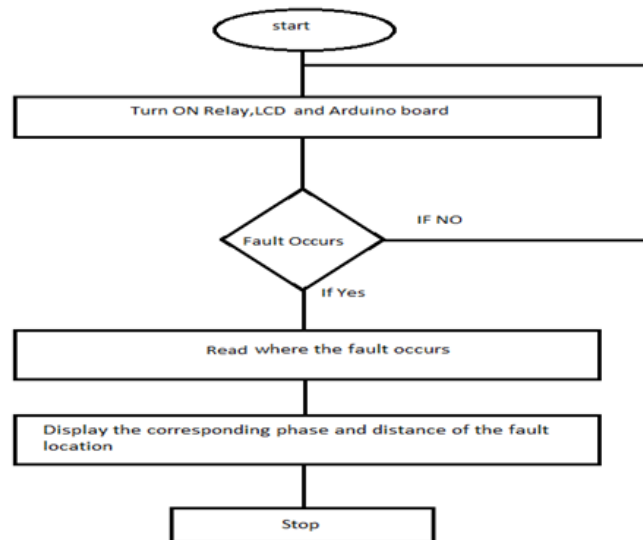 start
Turn ON Relay,LCD and Arduino board
Fault Occurs
IF NO
If Yes
Read where the fault occurs
Display the corresponding phase and distance of the fault
location
Stop